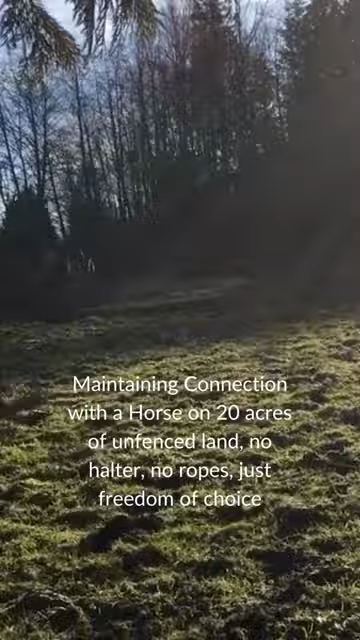 Maintaining Connection
with a Horse on 20 acres
of unfenced land, no
halter, no ropes, just
freedom of choice